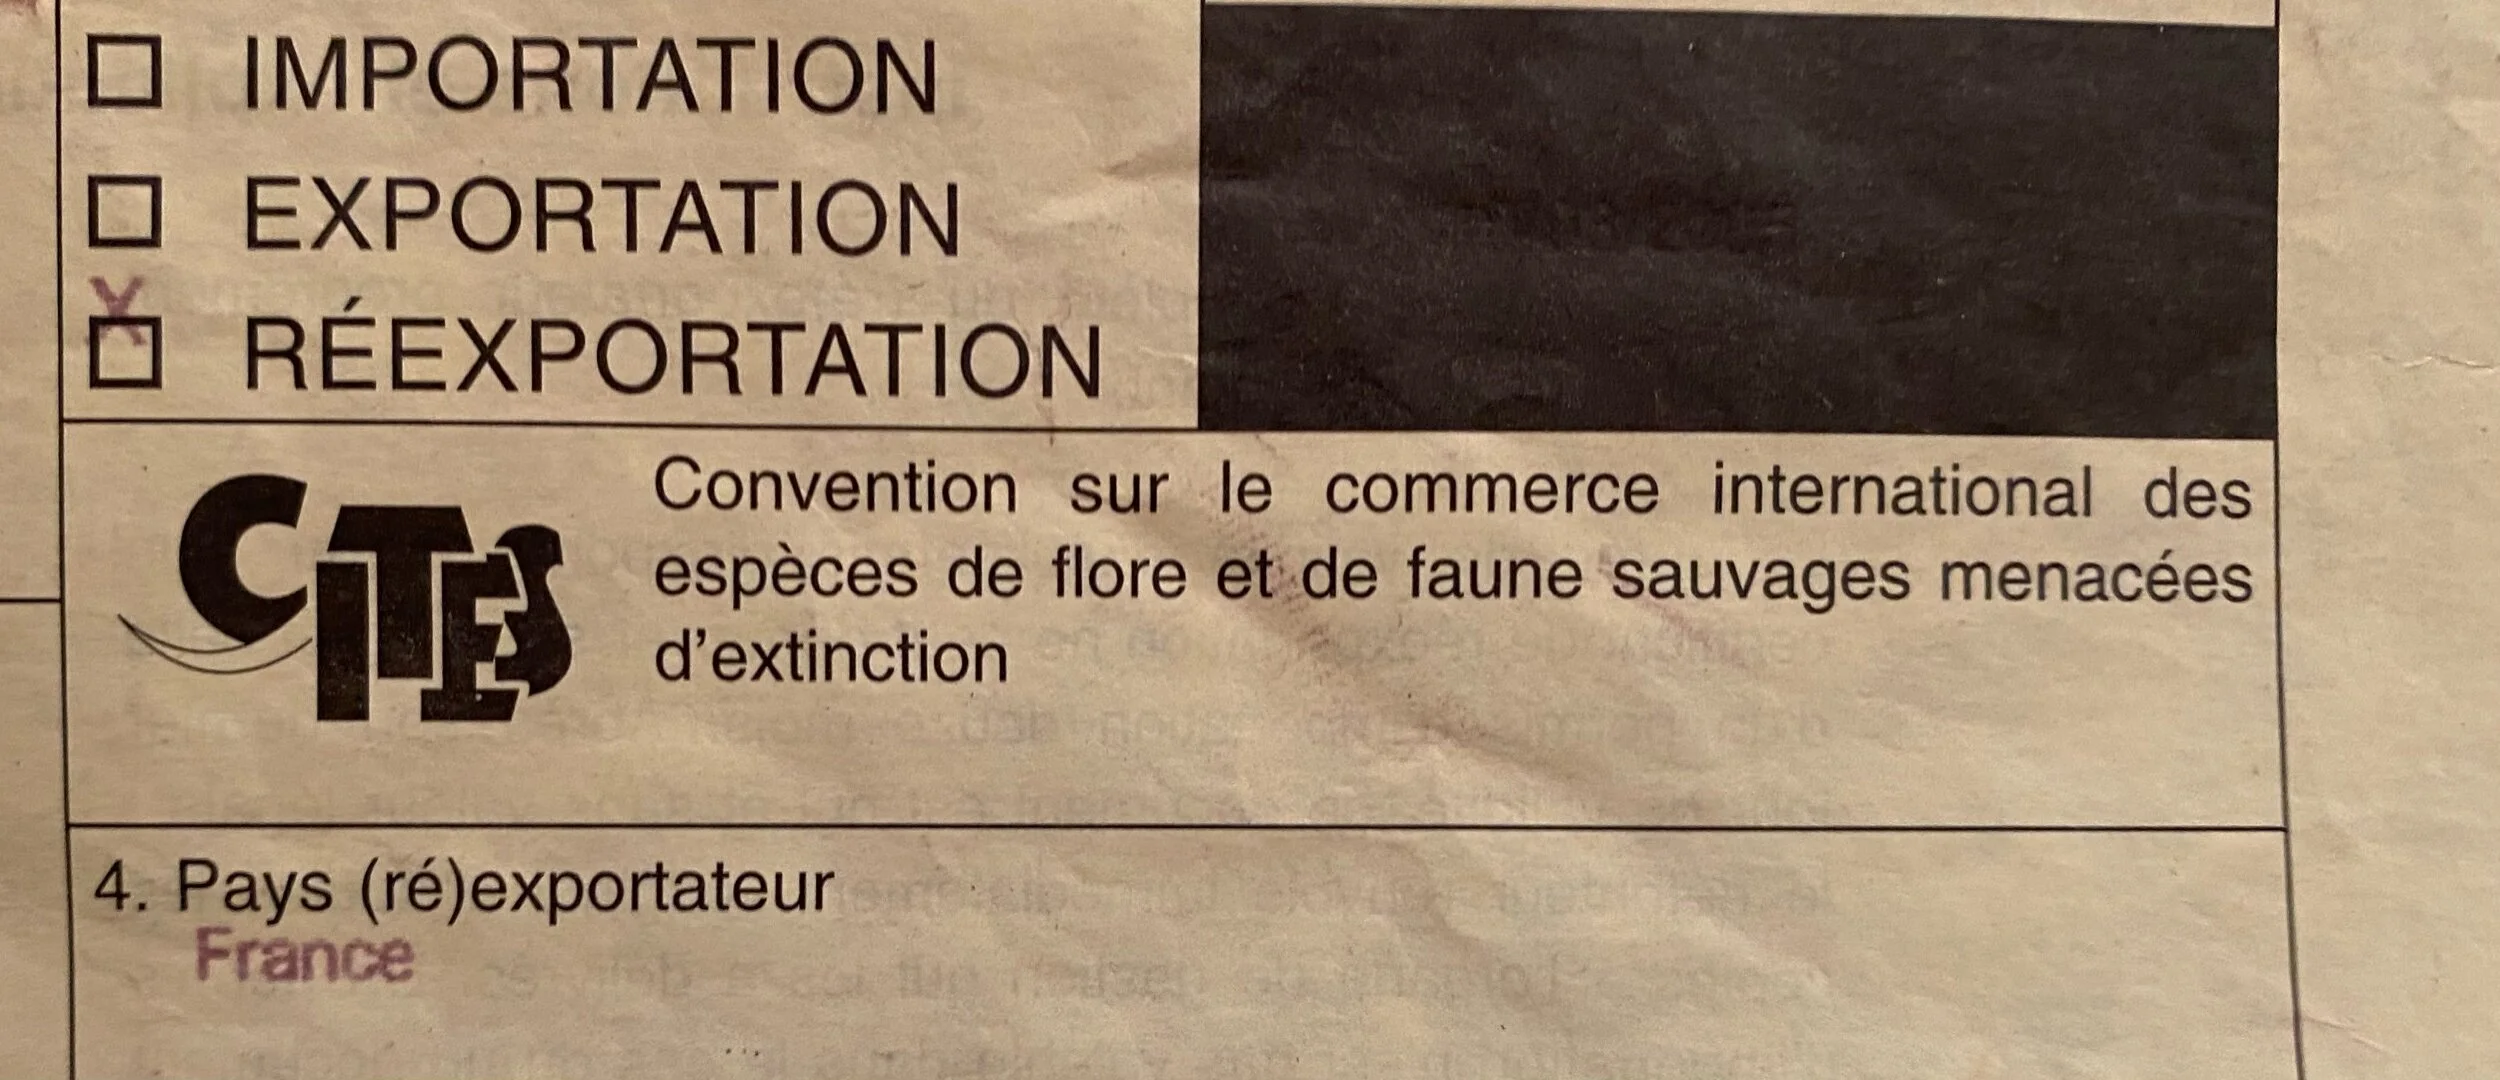 IMPORTATION
EXPORTATION
X
RÉEXPORTATION
CITES
Convention sur le commerce international des
espèces de flore et de faune sauvages menacées
d'extinction
4. Pays (ré)exportateur
France